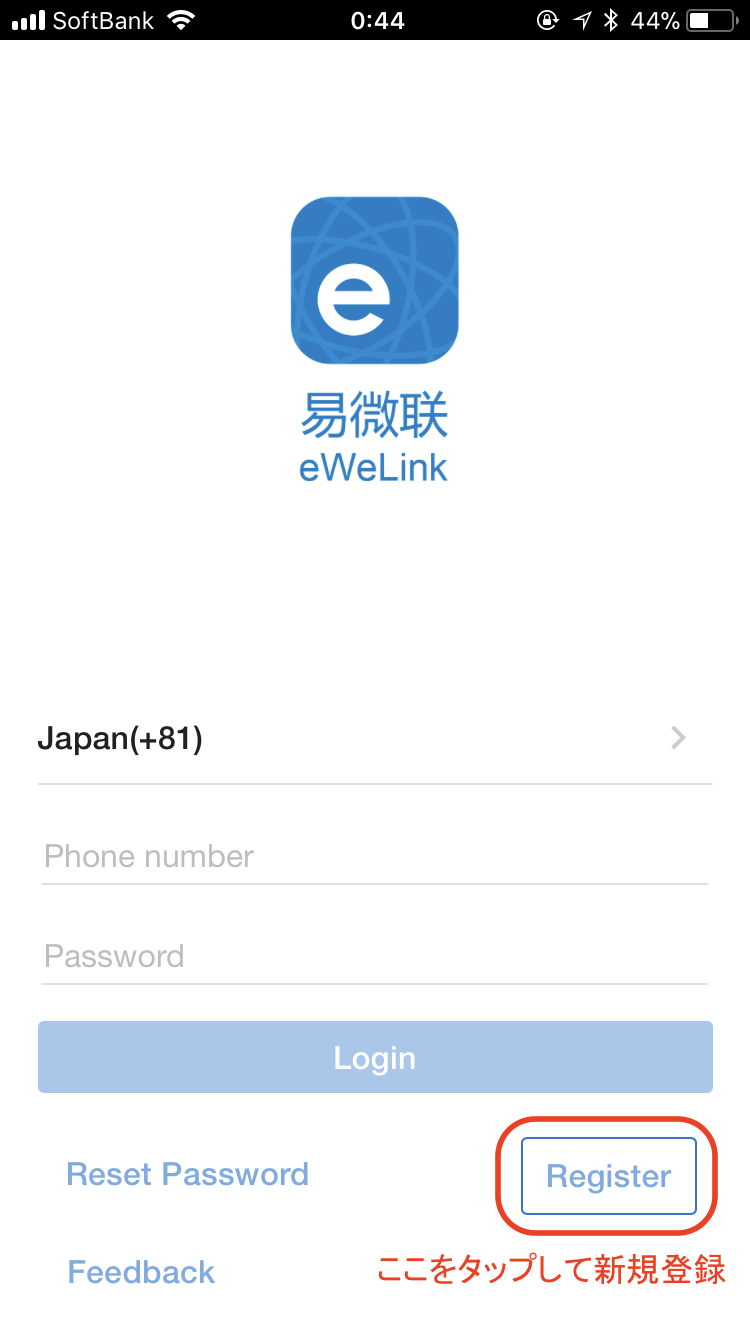 SoftBank 0:44 44%
e
易微联
eWeLink
Japan(+81)
Phone number
Password
Login
Reset Password
Register
Feedback
ここをタップして新規登録